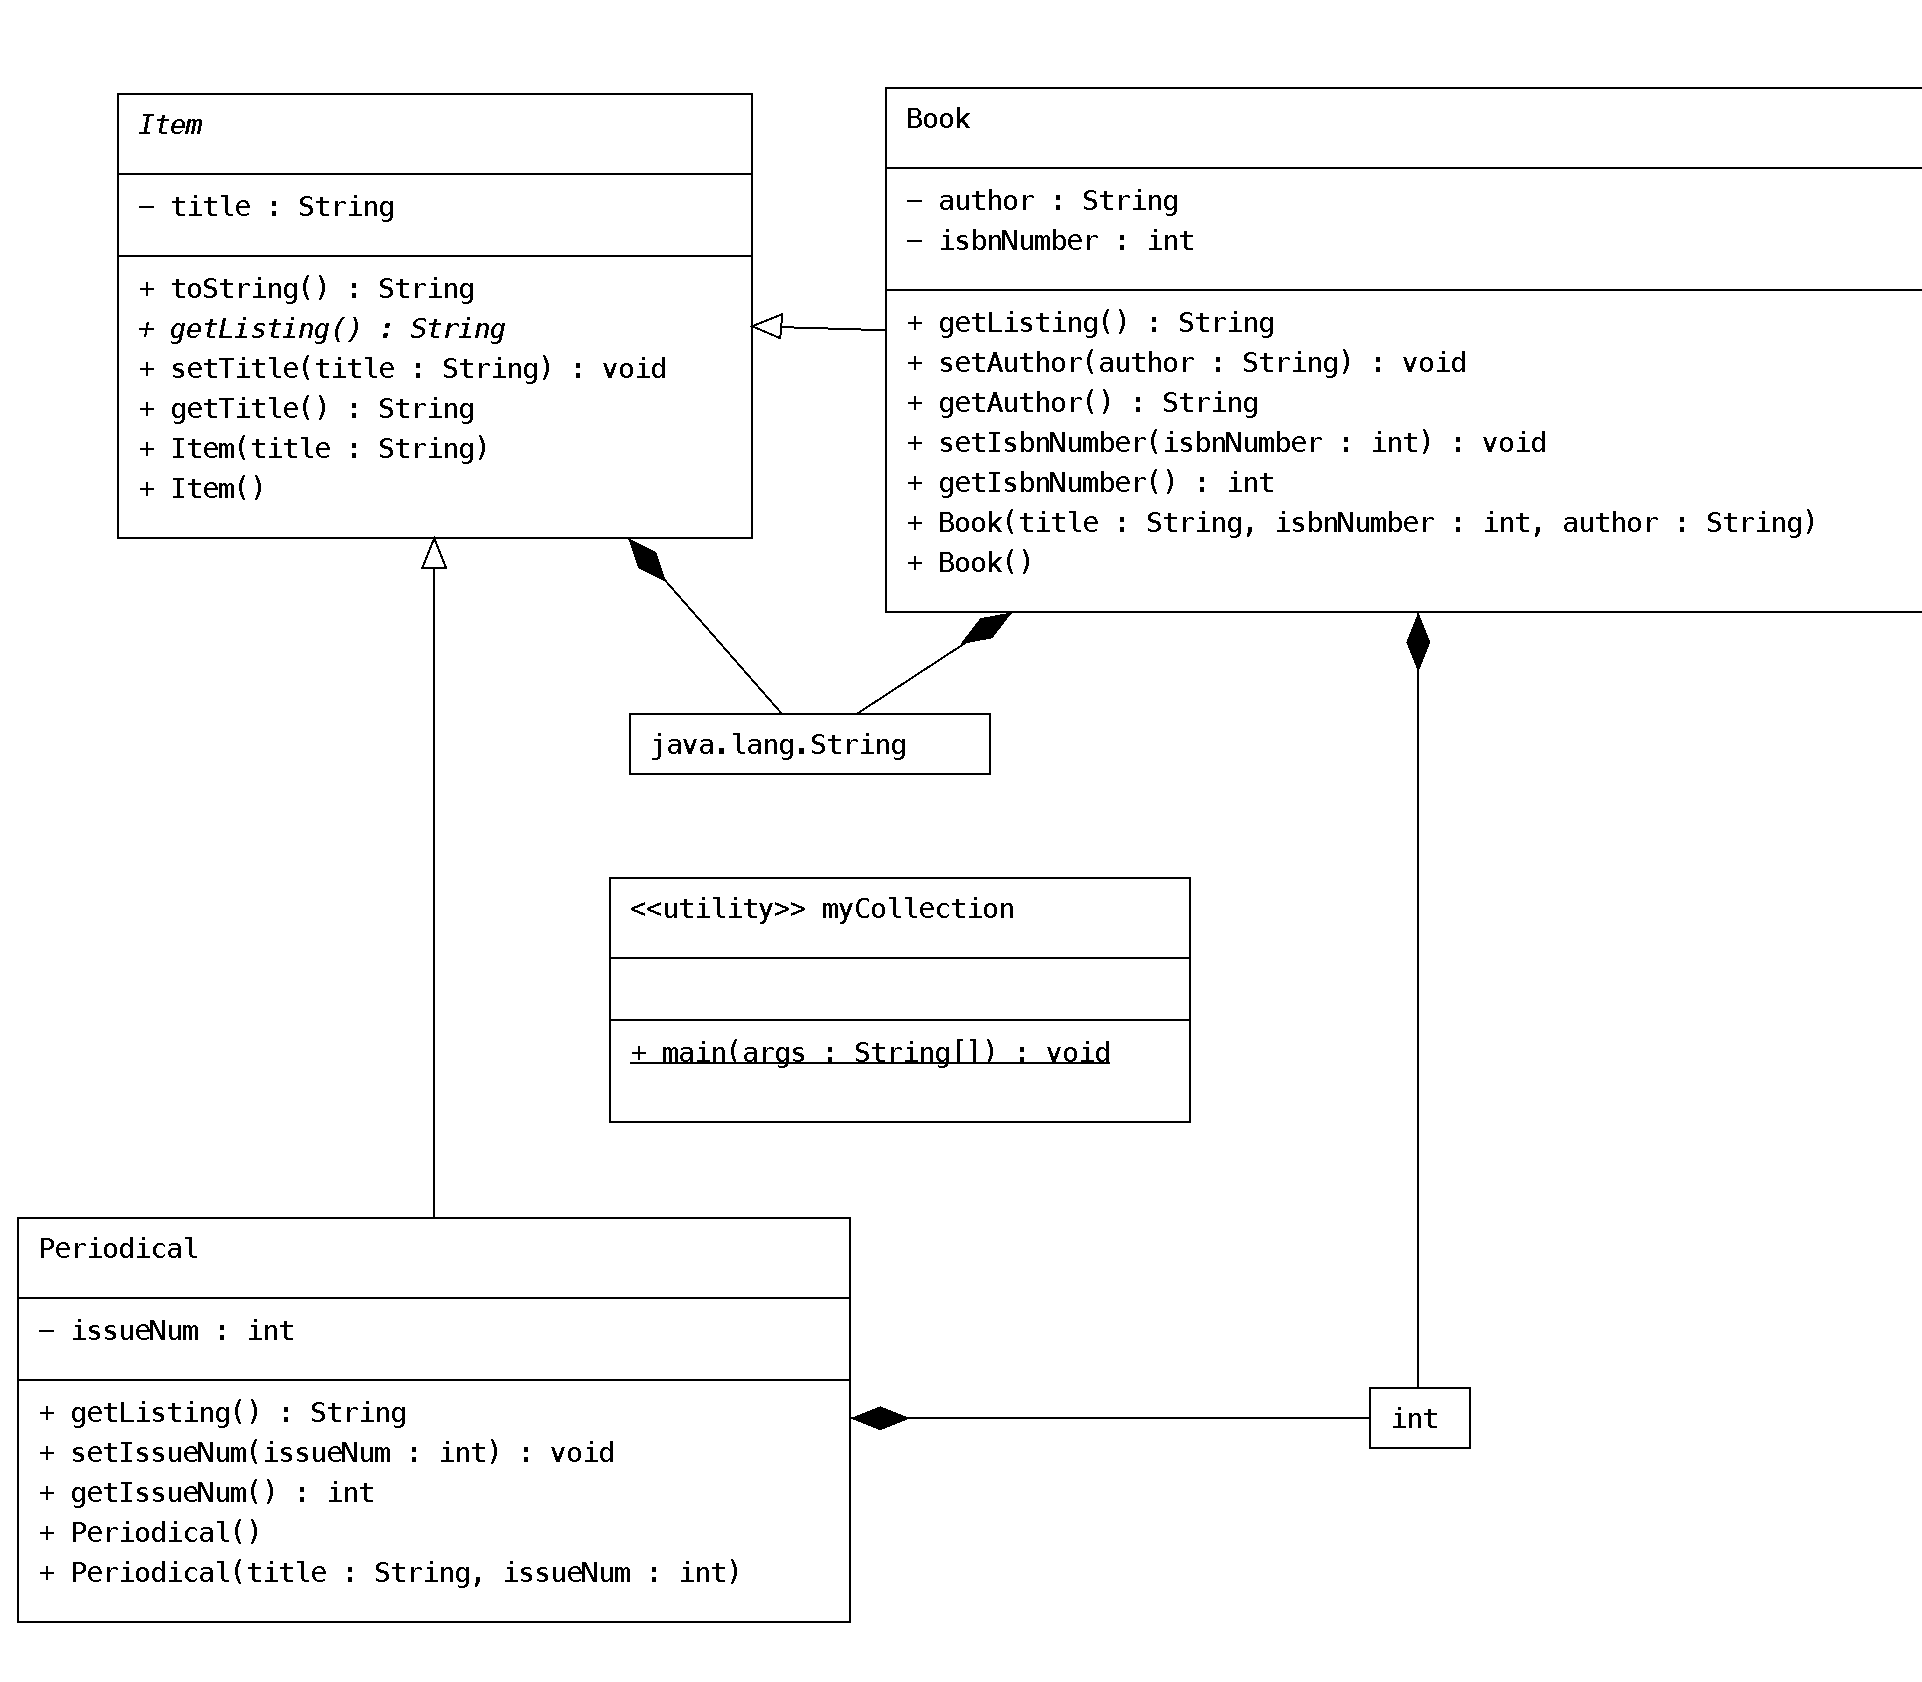 Item
− title : String
+ toString() : String
+ getListing() : String
+ setTitle(title : String) : void
+ getTitle() : String
+ Item(title : String)
+ Item()
Book
− author : String
− isbnNumber : int
+ getListing() : String
+ setAuthor(author : String) : void
+ getAuthor() : String
+ setIsbnNumber(isbnNumber : int) : void
+ getIsbnNumber() : int
+ Book(title : String, isbnNumber : int, author : String)
+ Book()
java.lang.String
<<utility>> myCollection
+ main(args : String[]) : void
Periodical
− issueNum : int
+ getListing() : String
+ setIssueNum(issueNum : int) : void
+ getIssueNum() : int
+ Periodical()
+ Periodical(title : String, issueNum : int)
int